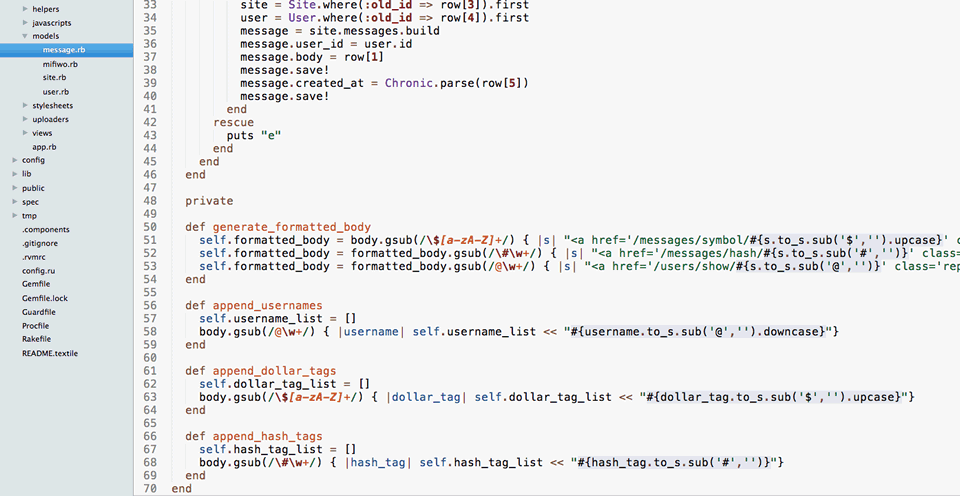 helpers
javascripts
models
message.rb
mifiwo.rb
site.rb
user.rb
stylesheets
uploaders
views
app.rb
config
lib
public
spec
tmp
.components
.gitignore
.rvmrc
config.ru
Gemfile
Gemfile.lock
Guardfile
Procfile
Rakefile
README.textile
33 site = Site.where(:old_id => row[3]).first
34 user = User.where(:old_id => row[4]).first
35 message = site.messages.build
36 message.user_id = user.id
37 message.body = row[1]
38 message.save!
39 message.created_at = Chronic.parse(row[5])
40 message.save!
41 end
42 rescue
43 puts "e"
44 end
45 end
46 end
47
48 private
49
50 def generate_formatted_body
51 self.formatted_body = body.gsub(/\$[a-zA-Z]+/) { |s| "<a href='/messages/symbol/#{s.to_s.sub('$','').upcase}' c
52 self.formatted_body = formatted_body.gsub(/\#\w+/) { |s| "<a href='/messages/hash/#{s.to_s.sub('#','')}' class=
53 self.formatted_body = formatted_body.gsub(/@\w+/) { |s| "<a href='/users/show/#{s.to_s.sub('@','')}' class='rep
54 end
55
56 def append_usernames
57 self.username_list = []
58 body.gsub(/@\w+/) { |username| self.username_list << "#{username.to_s.sub('@','').downcase}"}
59 end
60
61 def append_dollar_tags
62 self.dollar_tag_list = []
63 body.gsub(/\$[a-zA-Z]+/) { |dollar_tag| self.dollar_tag_list << "#{dollar_tag.to_s.sub('$','').upcase}"}
64 end
65
66 def append_hash_tags
67 self.hash_tag_list = []
68 body.gsub(/\#\w+/) { |hash_tag| self.hash_tag_list << "#{hash_tag.to_s.sub('#','')}"}
69 end
70 end